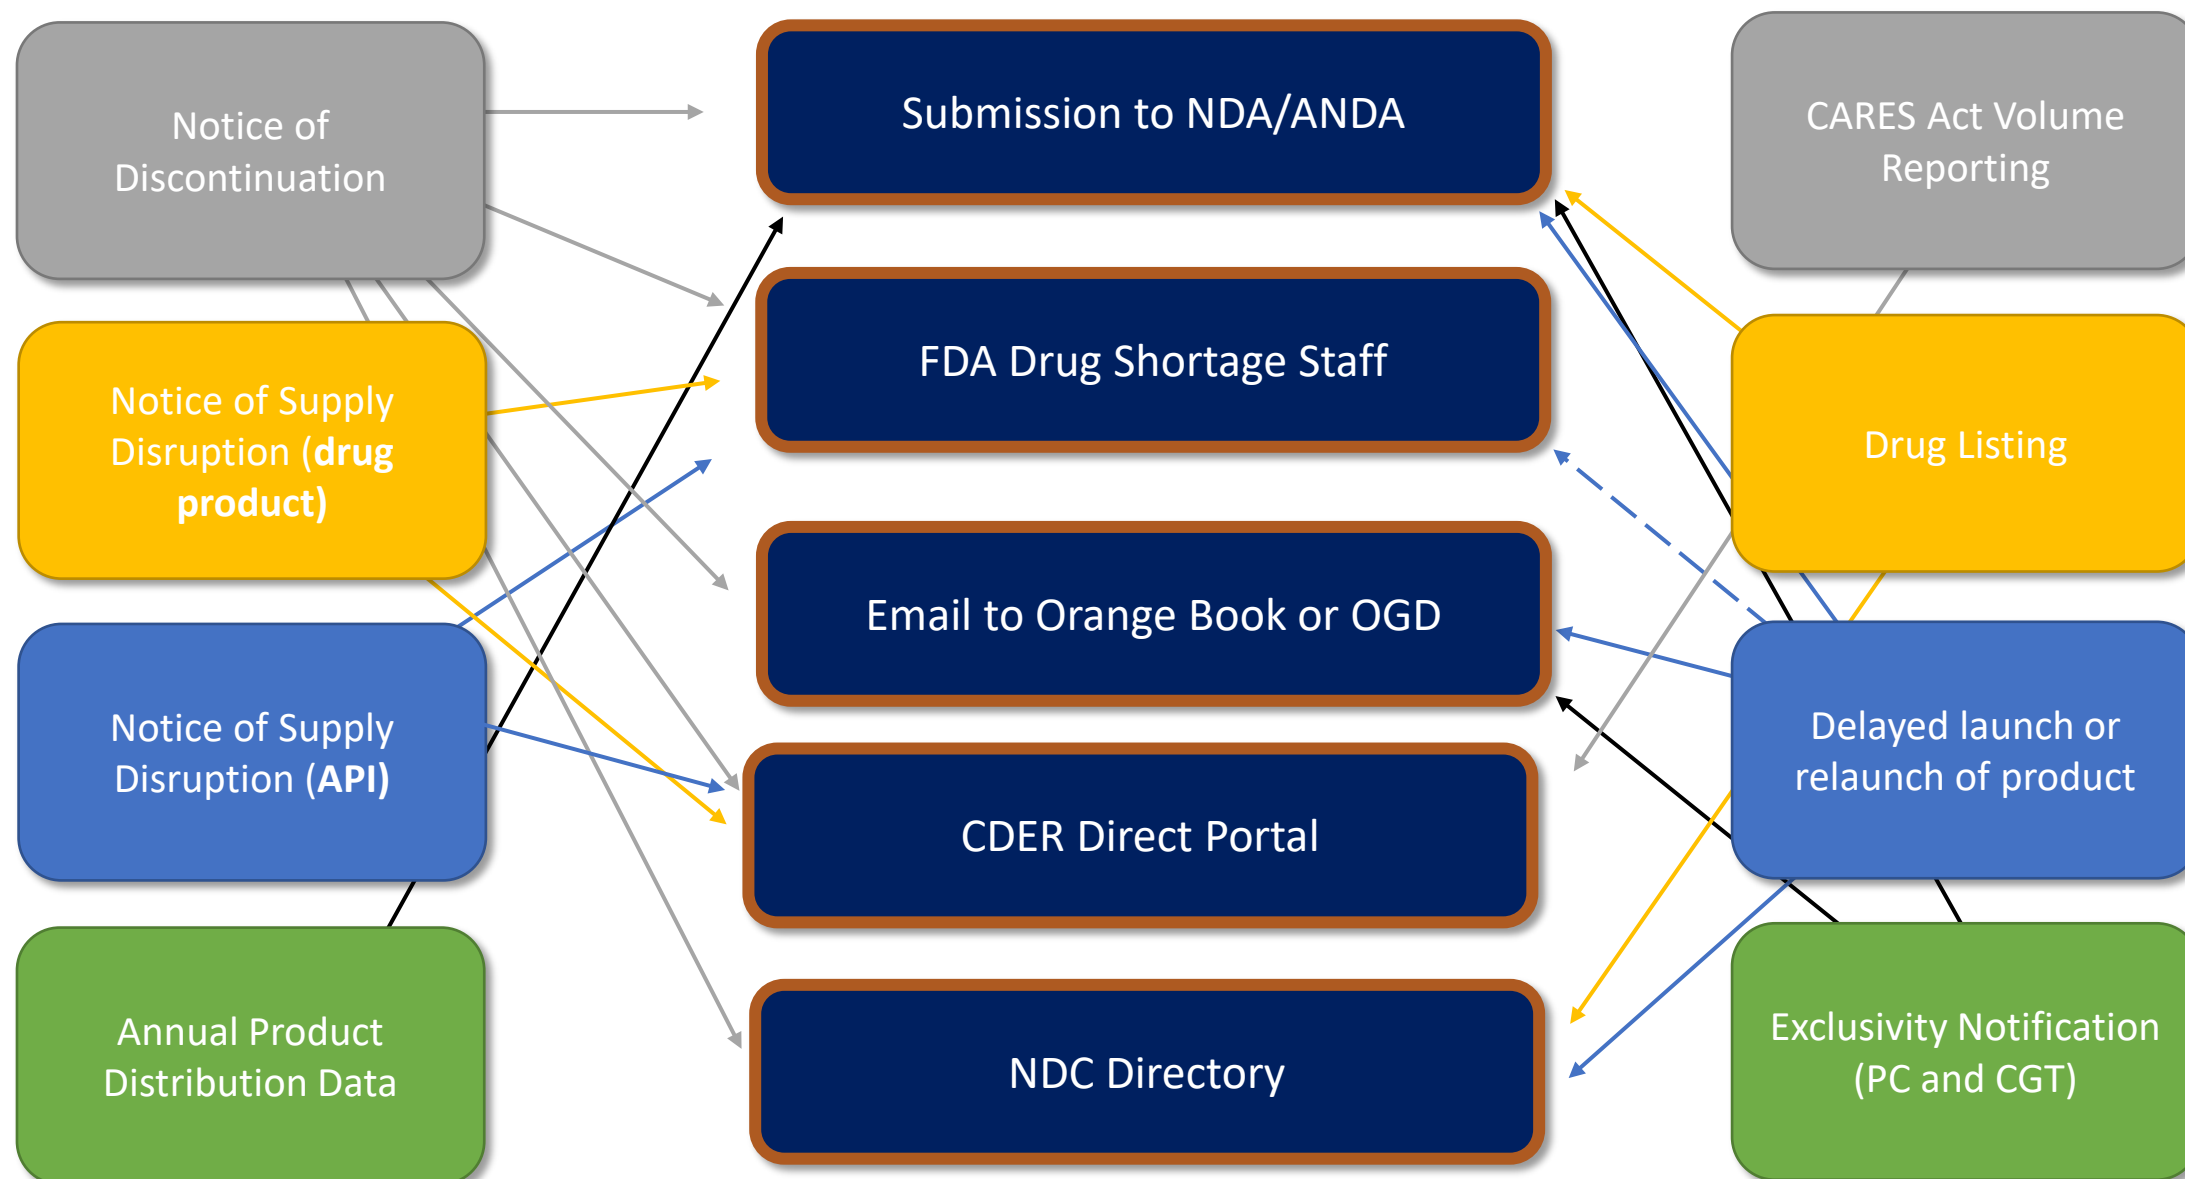 Notice of
Discontinuation
Notice of Supply
Disruption (drug
product)
Notice of Supply
Disruption (API)
Annual Product
Distribution Data
Submission to NDA/ANDA
FDA Drug Shortage Staff
Email to Orange Book or OGD
CDER Direct Portal
NDC Directory
CARES Act Volume
Reporting
Drug Listing
Delayed launch or
relaunch of product
Exclusivity Notification
(PC and CGT)